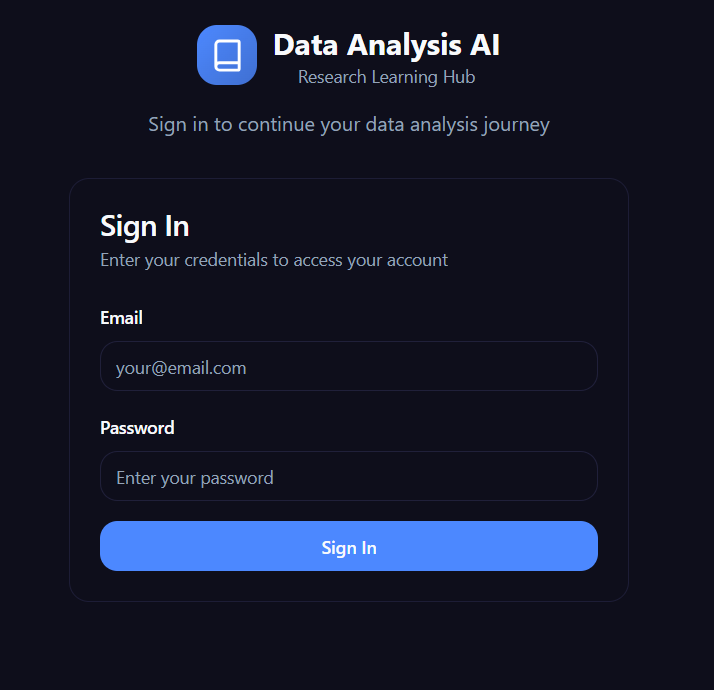 Data Analysis AI
Research Learning Hub
Sign in to continue your data analysis journey
Sign In
Enter your credentials to access your account
Email
your@email.com
Password
Enter your password
Sign In